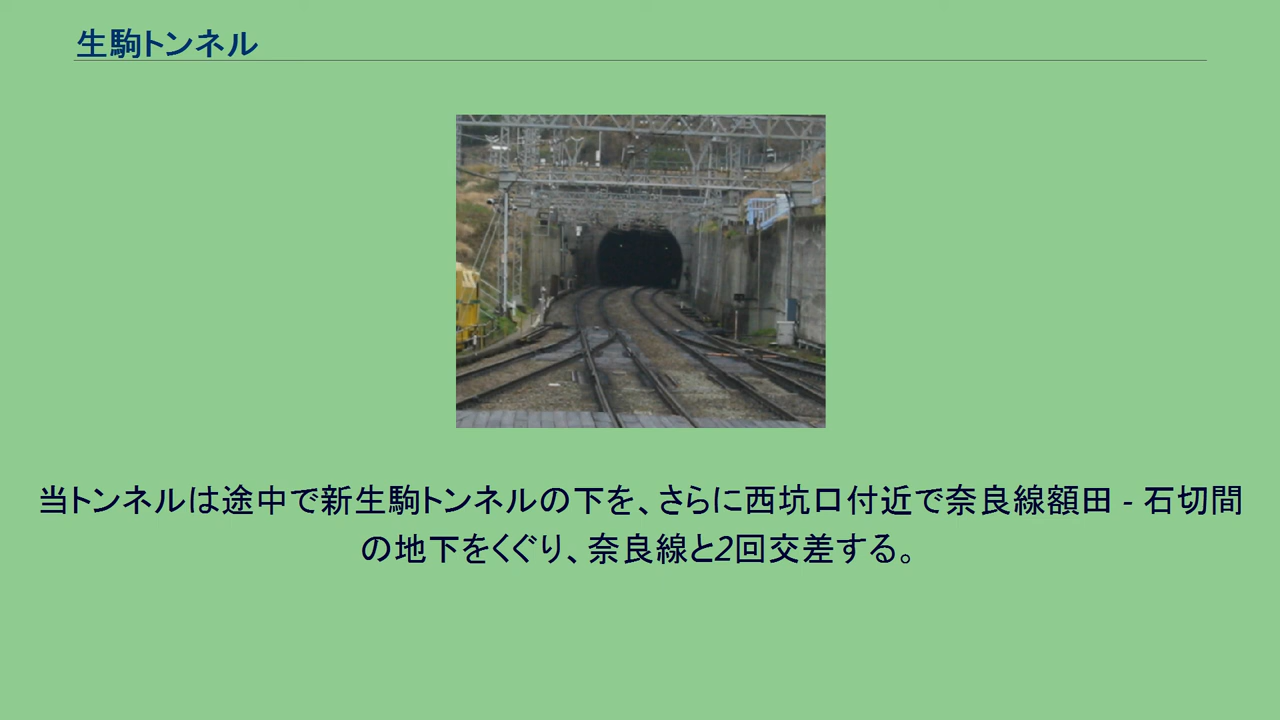 生駒トンネル
当トンネルは途中で新生駒トンネルの下を、さらに西坑口付近で奈良線額田 - 石切間
の地下をくぐり、奈良線と2回交差する。